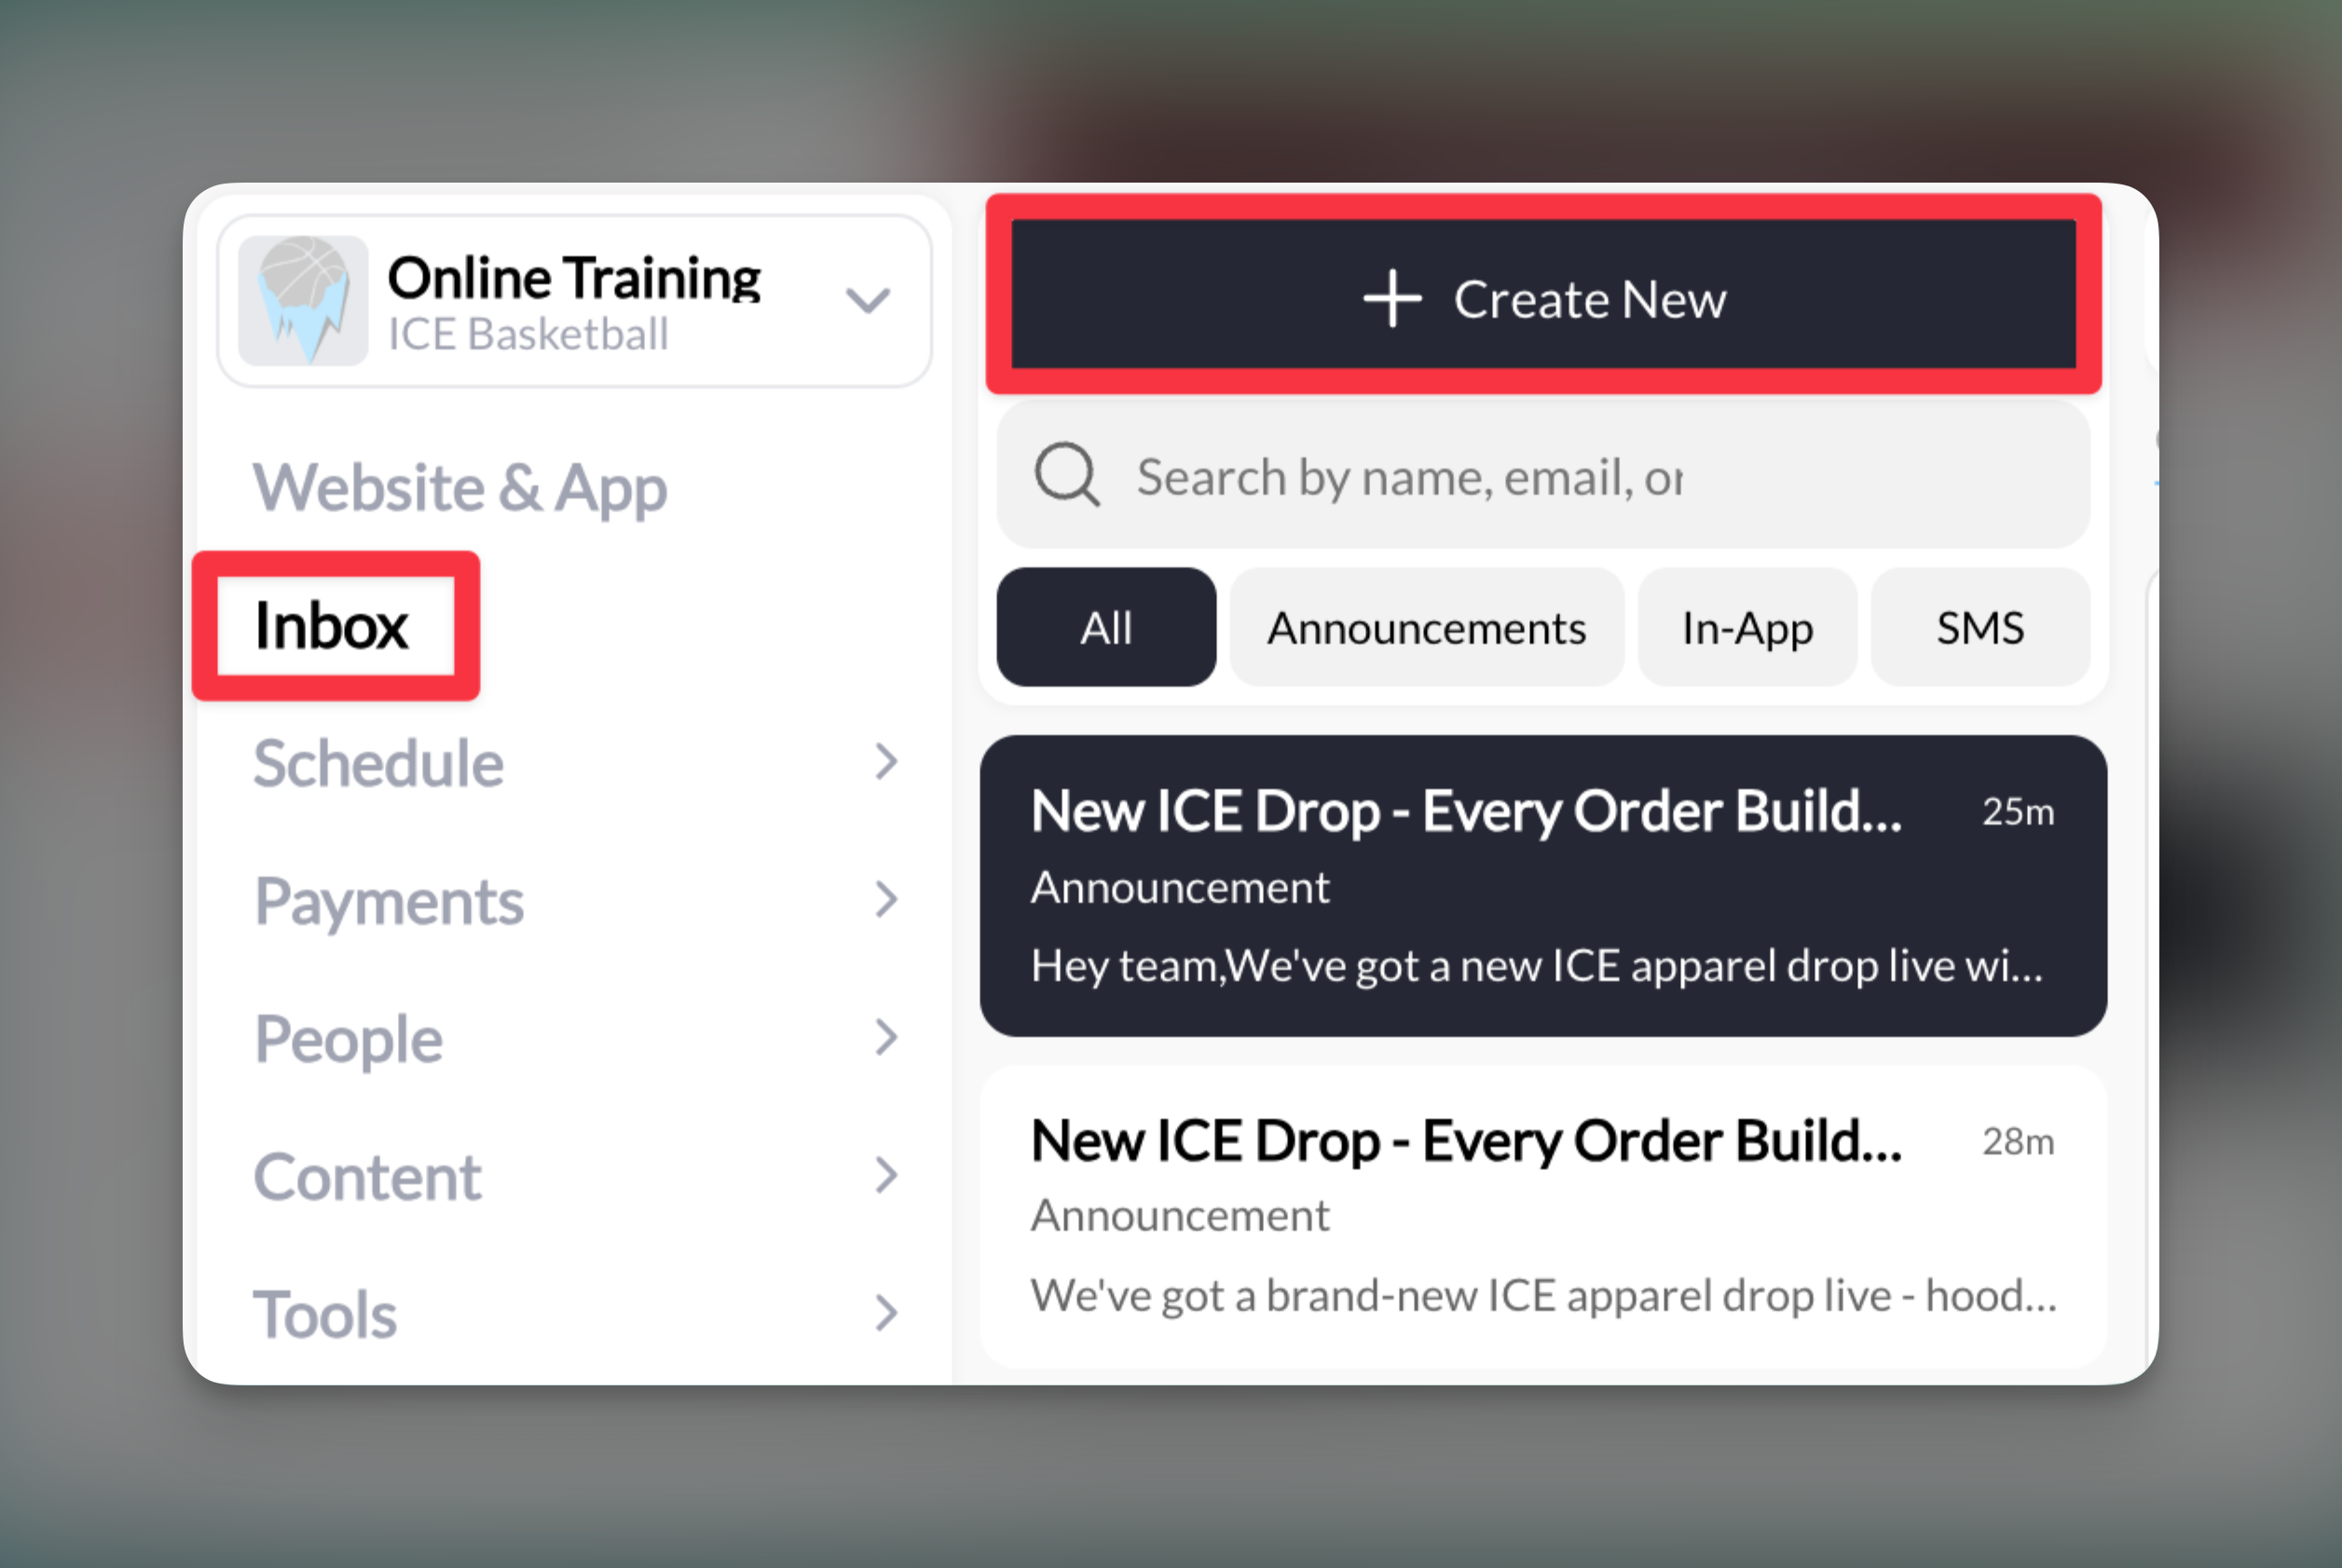 Online Training
ICE Basketball
Website & App
Inbox
Schedule
Payments
People
Content
Tools
Create New
Search by name, email, or
All
Announcements
In-App
SMS
New ICE Drop - Every Order Build...
25m
Announcement
Hey team,We've got a new ICE apparel drop live wi...
New ICE Drop - Every Order Build...
28m
Announcement
We've got a brand-new ICE apparel drop live - hood...